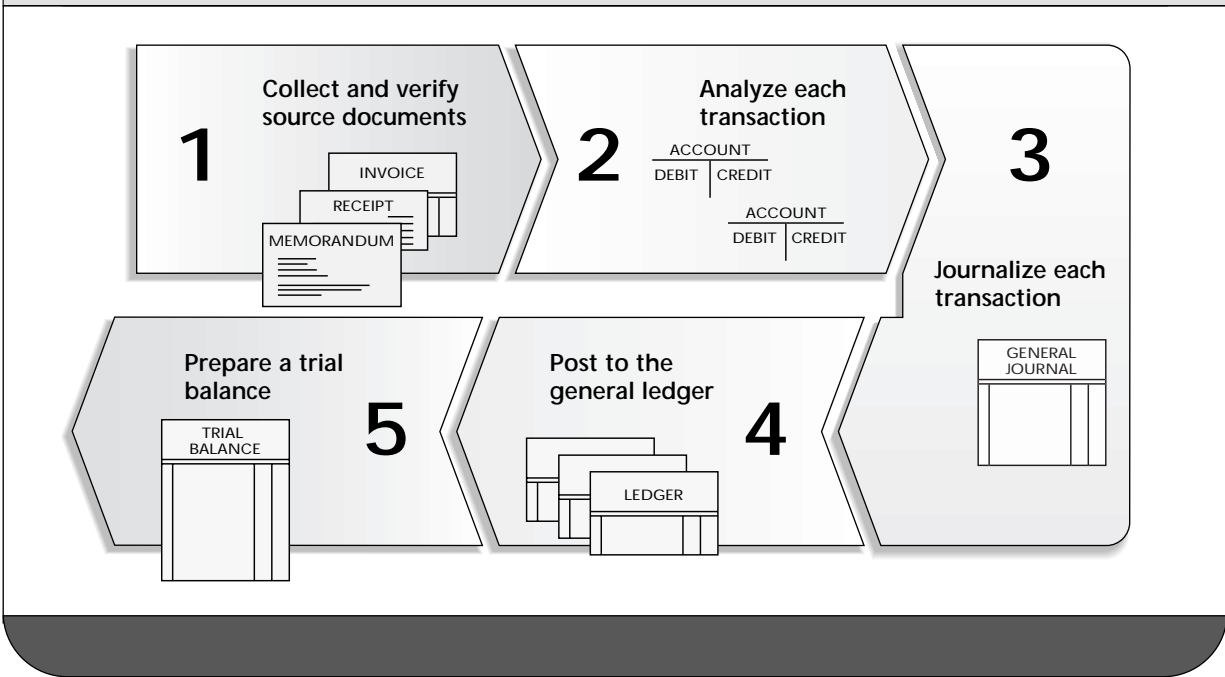 1
Collect and verify
source documents
INVOICE
RECEIPT
MEMORANDUM
2
Analyze each
transaction
ACCOUNT
DEBIT CREDIT
ACCOUNT
DEBIT CREDIT
3
Journalize each
transaction
GENERAL
JOURNAL
Post to the
general ledger
4
LEDGER
Prepare a trial
balance
5
TRIAL
BALANCE